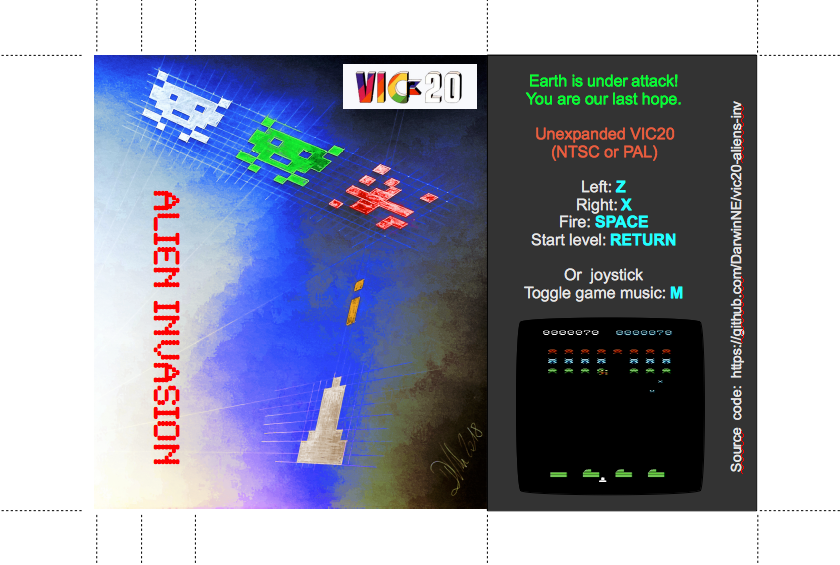 VIC-20
ALIEN INVASION
Earth is under attack!
You are our last hope.
Unexpanded VIC20
(NTSC or PAL)
Left: Z
Right: X
Fire: SPACE
Start level: RETURN
Or joystick
Toggle game music: M
0000070 0000070
Source code: https://github.com/DarwinNE/vic20-aliens-inv